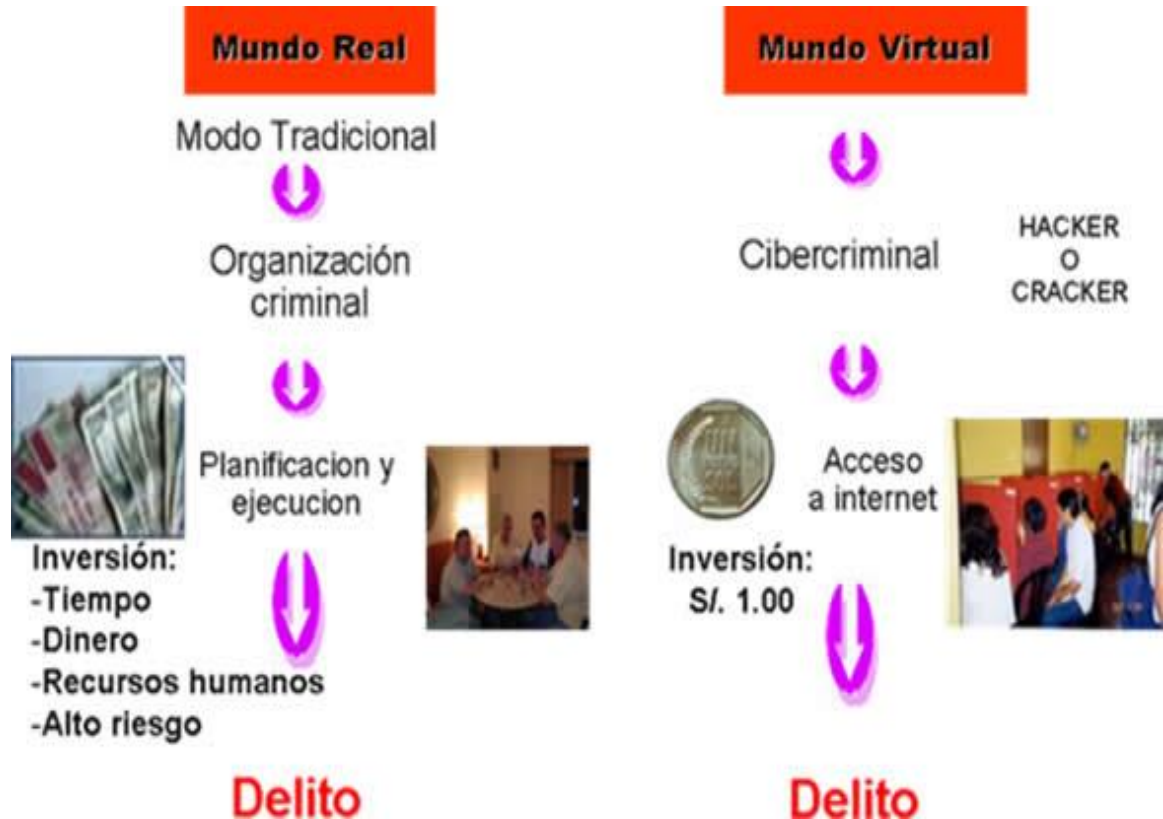 Mundo Real
Modo Tradicional
Organización
criminal
Planificacion y
ejecucion
Inversión:
-Tiempo
-Dinero
-Recursos humanos
-Alto riesgo
Delito
Mundo Virtual
Cibercriminal
HACKER
O
CRACKER
Acceso
a internet
Inversión:
S/. 1.00
Delito